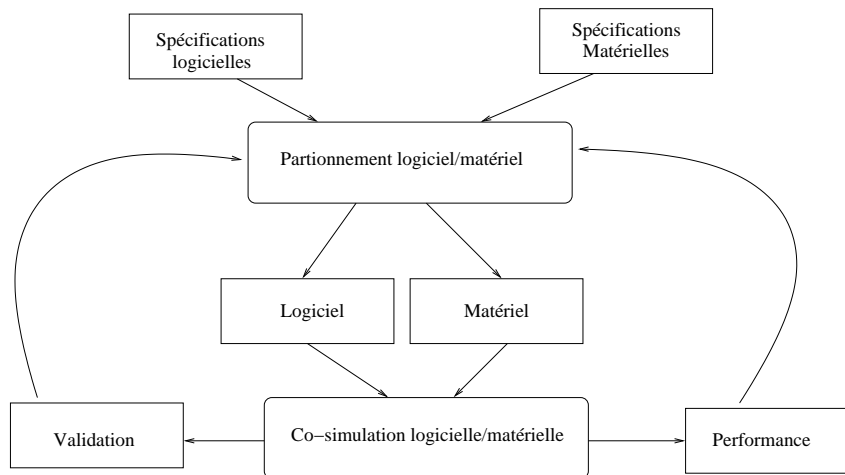 Spécifications
logicielles
Spécifications
Matérielles
Partionnement logiciel/matériel
Logiciel
Matériel
Validation
Co−simulation logicielle/matérielle
Performance